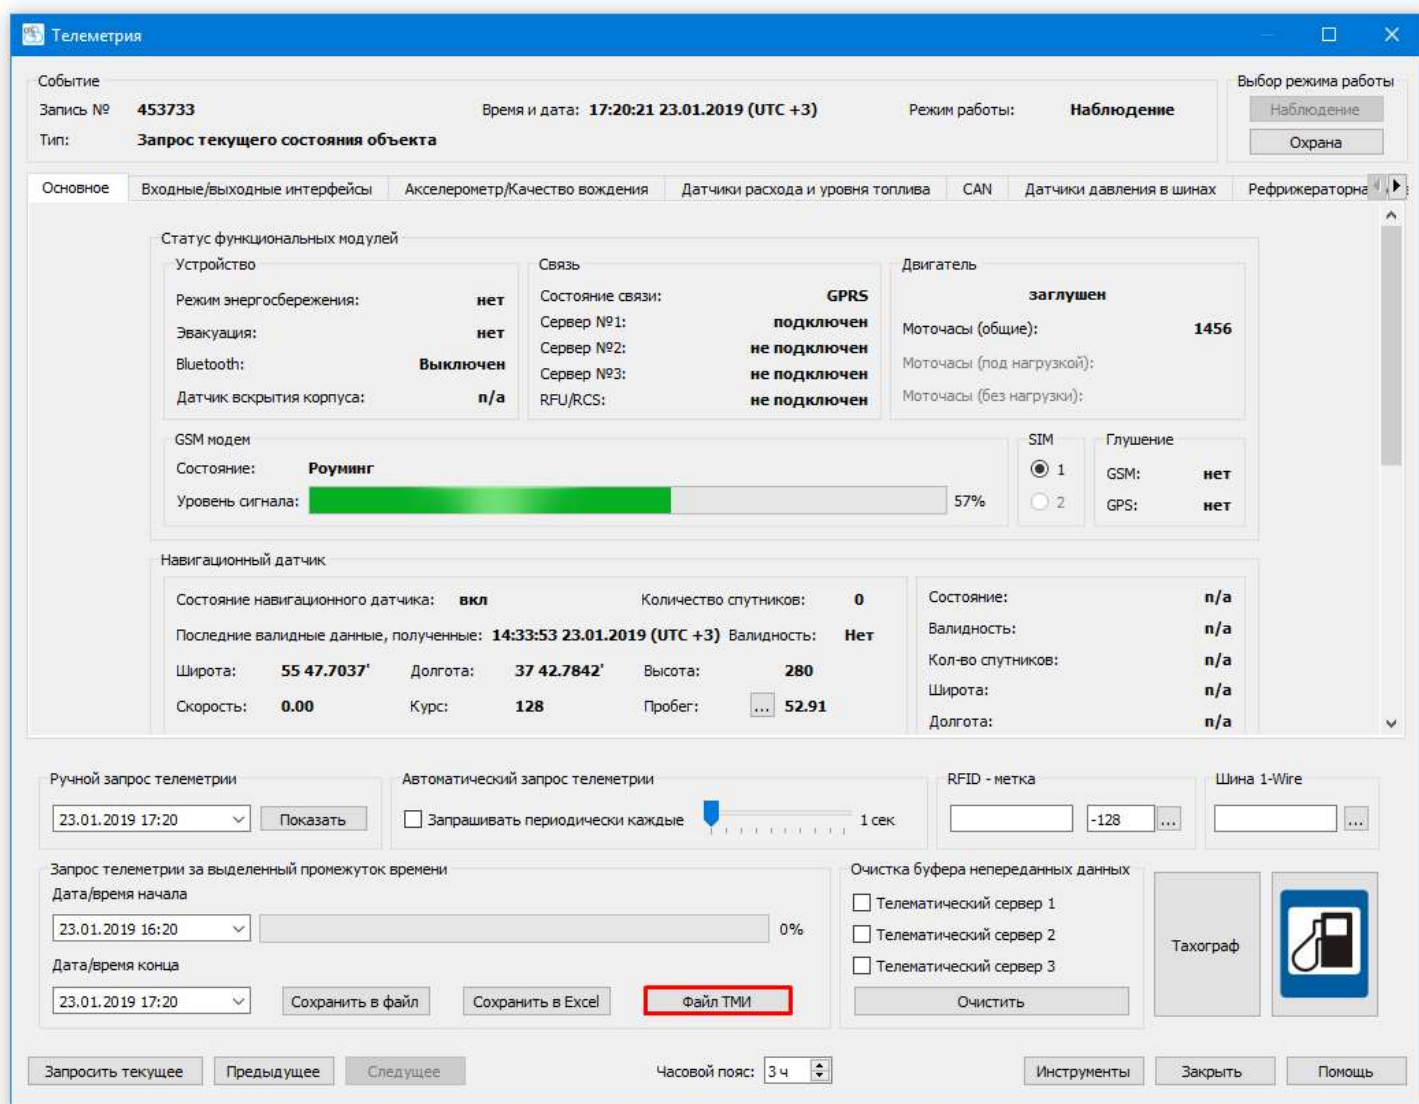 Телеметрия
Событие
Выбор режима работы
Запись № 453733 Время и дата: 17:20:21 23.01.2019 (UTC +3) Режим работы: Наблюдение
Наблюдение
Тип: Запрос текущего состояния объекта
Охрана
Основное Входные/выходные интерфейсы Акселерометр/Качество вождения Датчики расхода и уровня топлива CAN Датчики давления в шинах
Статус функциональных модулей
Устройство
Режим энергосбережения: нет
Эвакуация: нет
Bluetooth: Выключен
Датчик вскрытия корпуса: n/a
Связь
Состояние связи: GPRS
Сервер №1: подключен
Сервер №2: не подключен
Сервер №3: не подключен
RFU/RCS: не подключен
Двигатель
заглушен
Моточасы (общие): 1456
Моточасы (под нагрузкой):
Моточасы (без нагрузки):
GSM модем
Состояние: Роуминг
Уровень сигнала: 57%
SIM
1
2
Глушение
GSM: нет
GPS: нет
Навигационный датчик
Состояние навигационного датчика: вкл Количество спутников: 0
Последние валидные данные, полученные: 14:33:53 23.01.2019 (UTC +3) Валидность: Нет
Широта: 55 47.7037' Долгота: 37 42.7842' Высота: 280
Скорость: 0.00 Курс: 128 Пробег: ... 52.91
Состояние: n/a
Валидность: n/a
Кол-во спутников: n/a
Широта: n/a
Долгота: n/a
Ручной запрос телеметрии
23.01.2019 17:20 Показать
Автоматический запрос телеметрии
Запрашивать периодически каждые 1 сек
RFID - метка
-128 ...
Шина 1-Wire
...
Запрос телеметрии за выделенный промежуток времени
Дата/время начала
23.01.2019 16:20 0%
Дата/время конца
23.01.2019 17:20 Сохранить в файл Сохранить в Excel Файл ТМИ
Очистка буфера непереданных данных
Телематический сервер 1
Телематический сервер 2
Телематический сервер 3
Очистить
Тахограф
Запросить текущее Предыдущее Следущее Часовой пояс: 3 ч Инструменты Закрыть Помощь